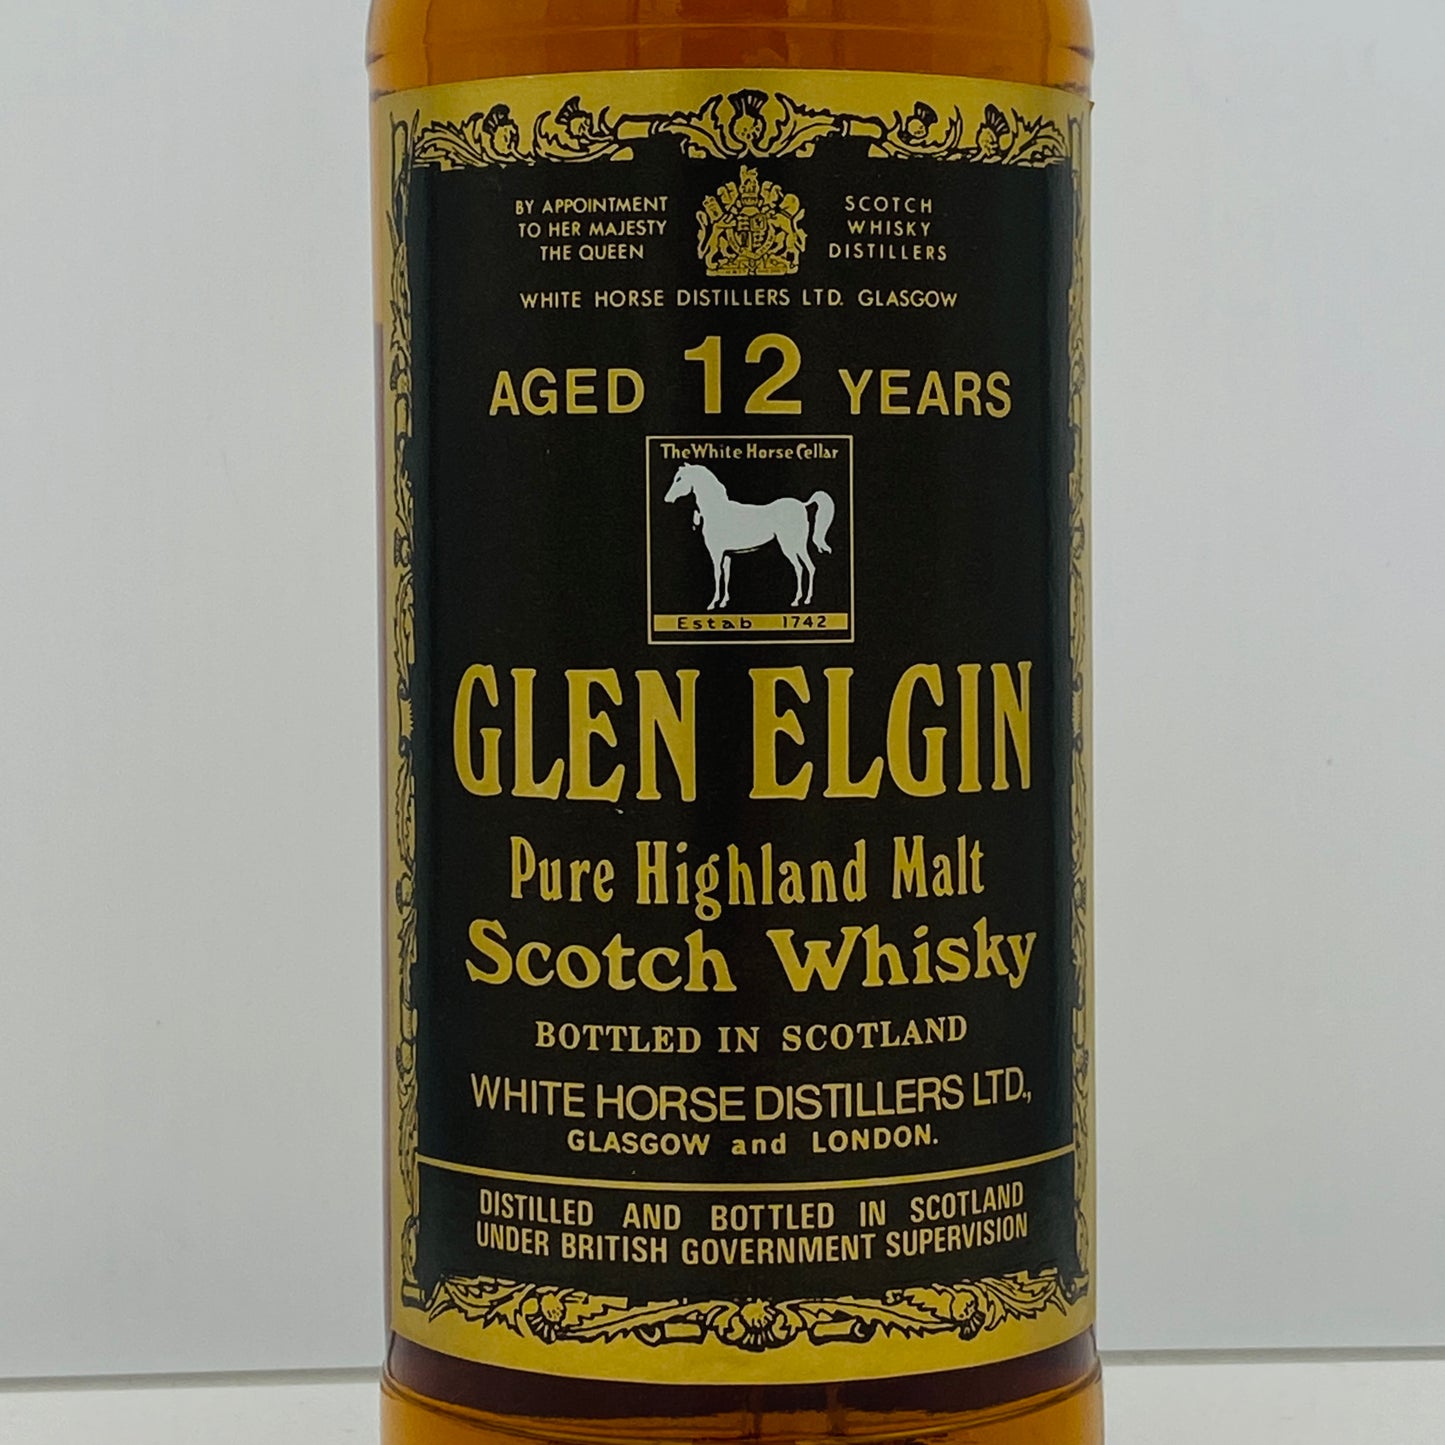 BY APPOINTMENT
TO HER MAJESTY
THE QUEEN
SCOTCH
WHISKY
DISTILLERS
WHITE HORSE DISTILLERS LTD. GLASGOW
AGED 12 YEARS
The White Horse Cellar
Estab 1742
GLEN ELGIN
Pure Highland Malt
Scotch Whisky
BOTTLED IN SCOTLAND
WHITE HORSE DISTILLERS LTD.,
GLASGOW and LONDON.
DISTILLED AND BOTTLED IN SCOTLAND
UNDER BRITISH GOVERNMENT SUPERVISION